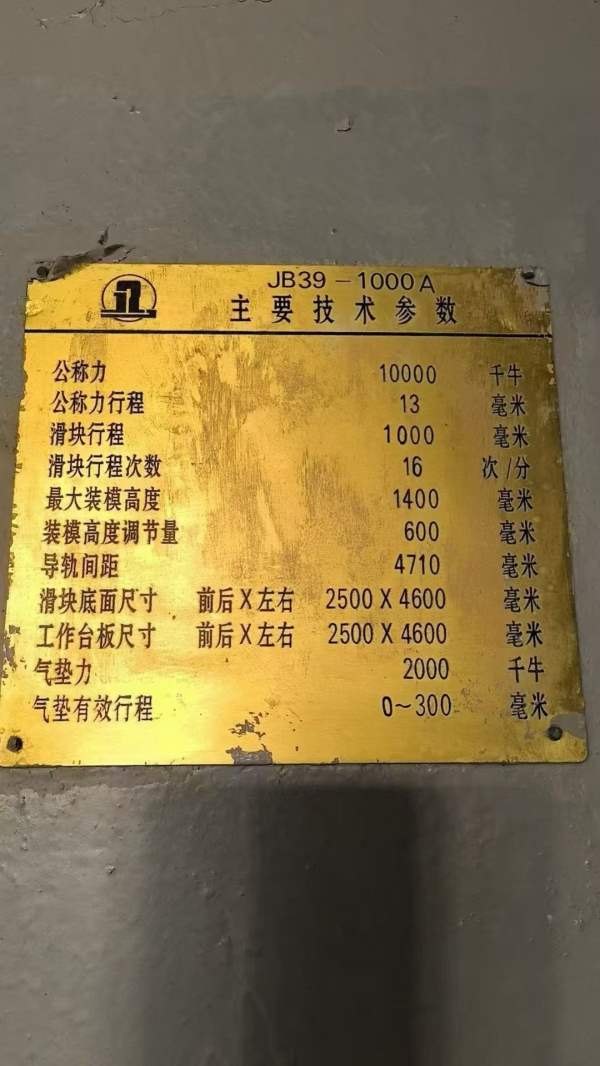 JB39-1000A
主要技术参数
公称力 10000 千牛
公称力行程 13 毫米
滑块行程 1000 毫米
滑块行程次数 16 次/分
最大装模高度 1400 毫米
装模高度调节量 600 毫米
导轨间距 4710 毫米
滑块底面尺寸 前后X左右 2500X4600 毫米
工作台板尺寸 前后X左右 2500X4600 毫米
气垫力 2000 千牛
气垫有效行程 0~300 毫米